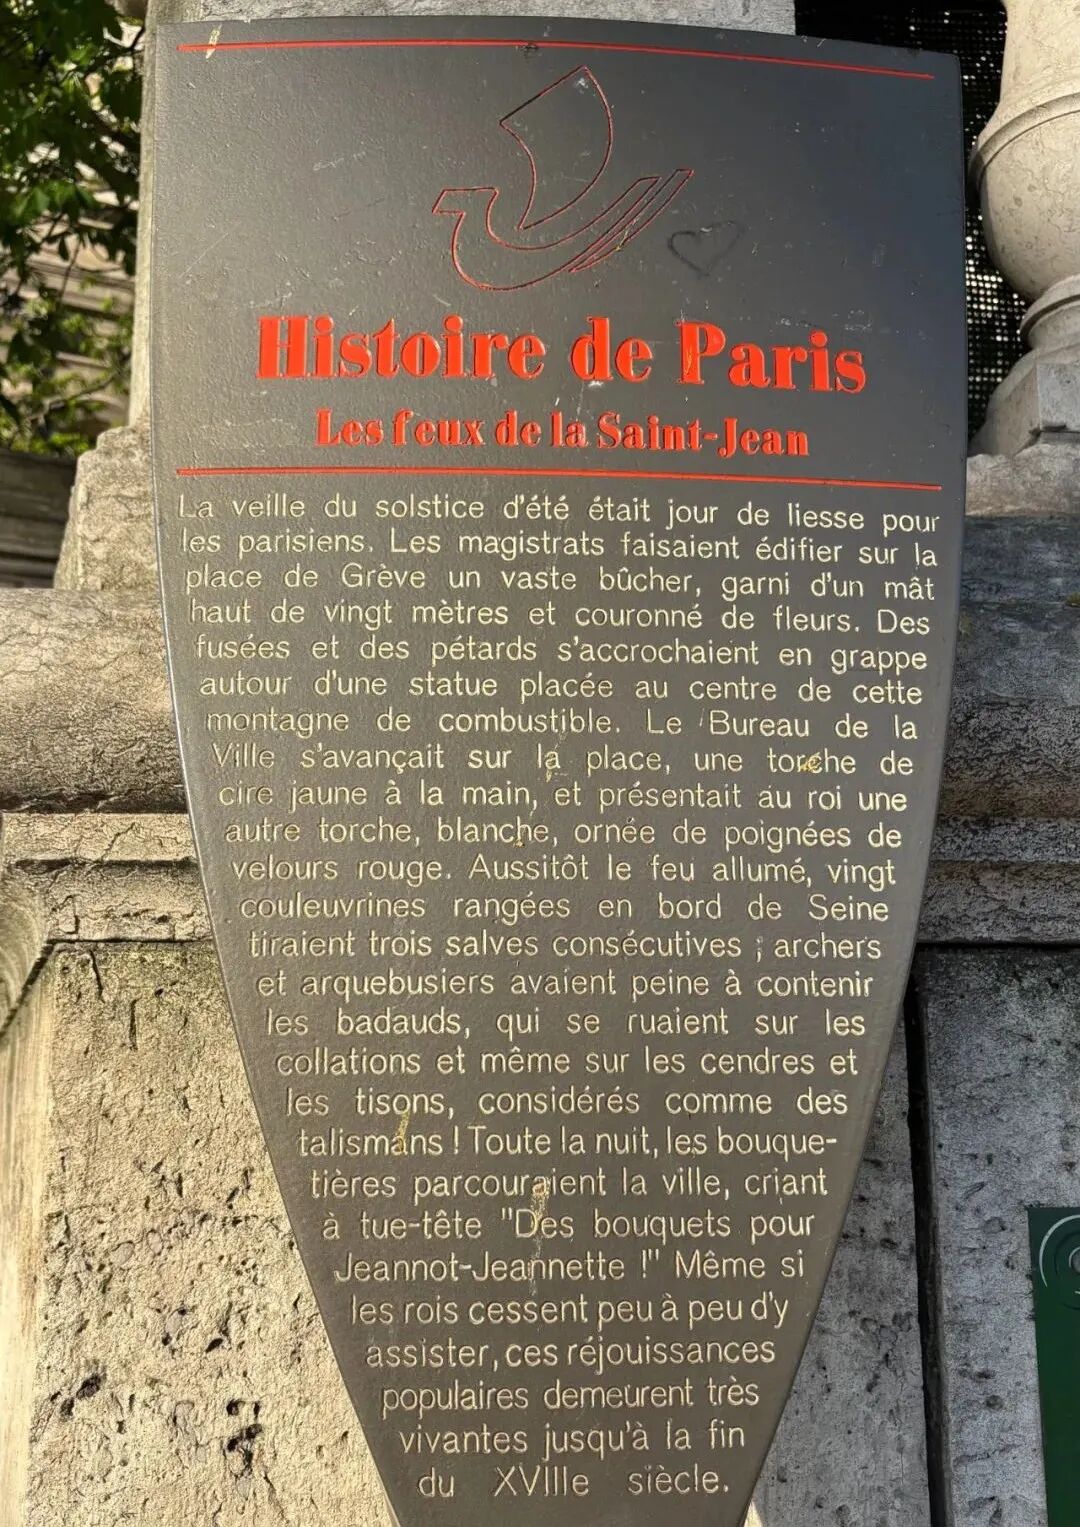 Histoire de Paris
Les feux de la Saint-Jean
La veille du solstice d'été était jour de liesse pour
les parisiens. Les magistrats faisaient édifier sur la
place de Grève un vaste bûcher, garni d'un mât
haut de vingt mètres et couronné de fleurs. Des
fusées et des pétards s'accrochaient en grappe
autour d'une statue placée au centre de cette
montagne de combustible. Le Bureau de la
Ville s'avançait sur la place, une torche de
cire jaune à la main, et présentait au roi une
autre torche, blanche, ornée de poignées de
velours rouge. Aussitôt le feu allumé, vingt
couleuvrines rangées en bord de Seine
tiraient trois salves consécutives ; archers
et arquebusiers avaient peine à contenir
les badauds, qui se ruaient sur les
collations et même sur les cendres et
les tisons, considérés comme des
talismans ! Toute la nuit, les bouque-
tières parcouraient la ville, criant
à tue-tête "Des bouquets pour
Jeannot-Jeannette !" Même si
les rois cessent peu à peu d'y
assister, ces réjouissances
populaires demeurent très
vivantes jusqu'à la fin
du XVIIIe siècle.